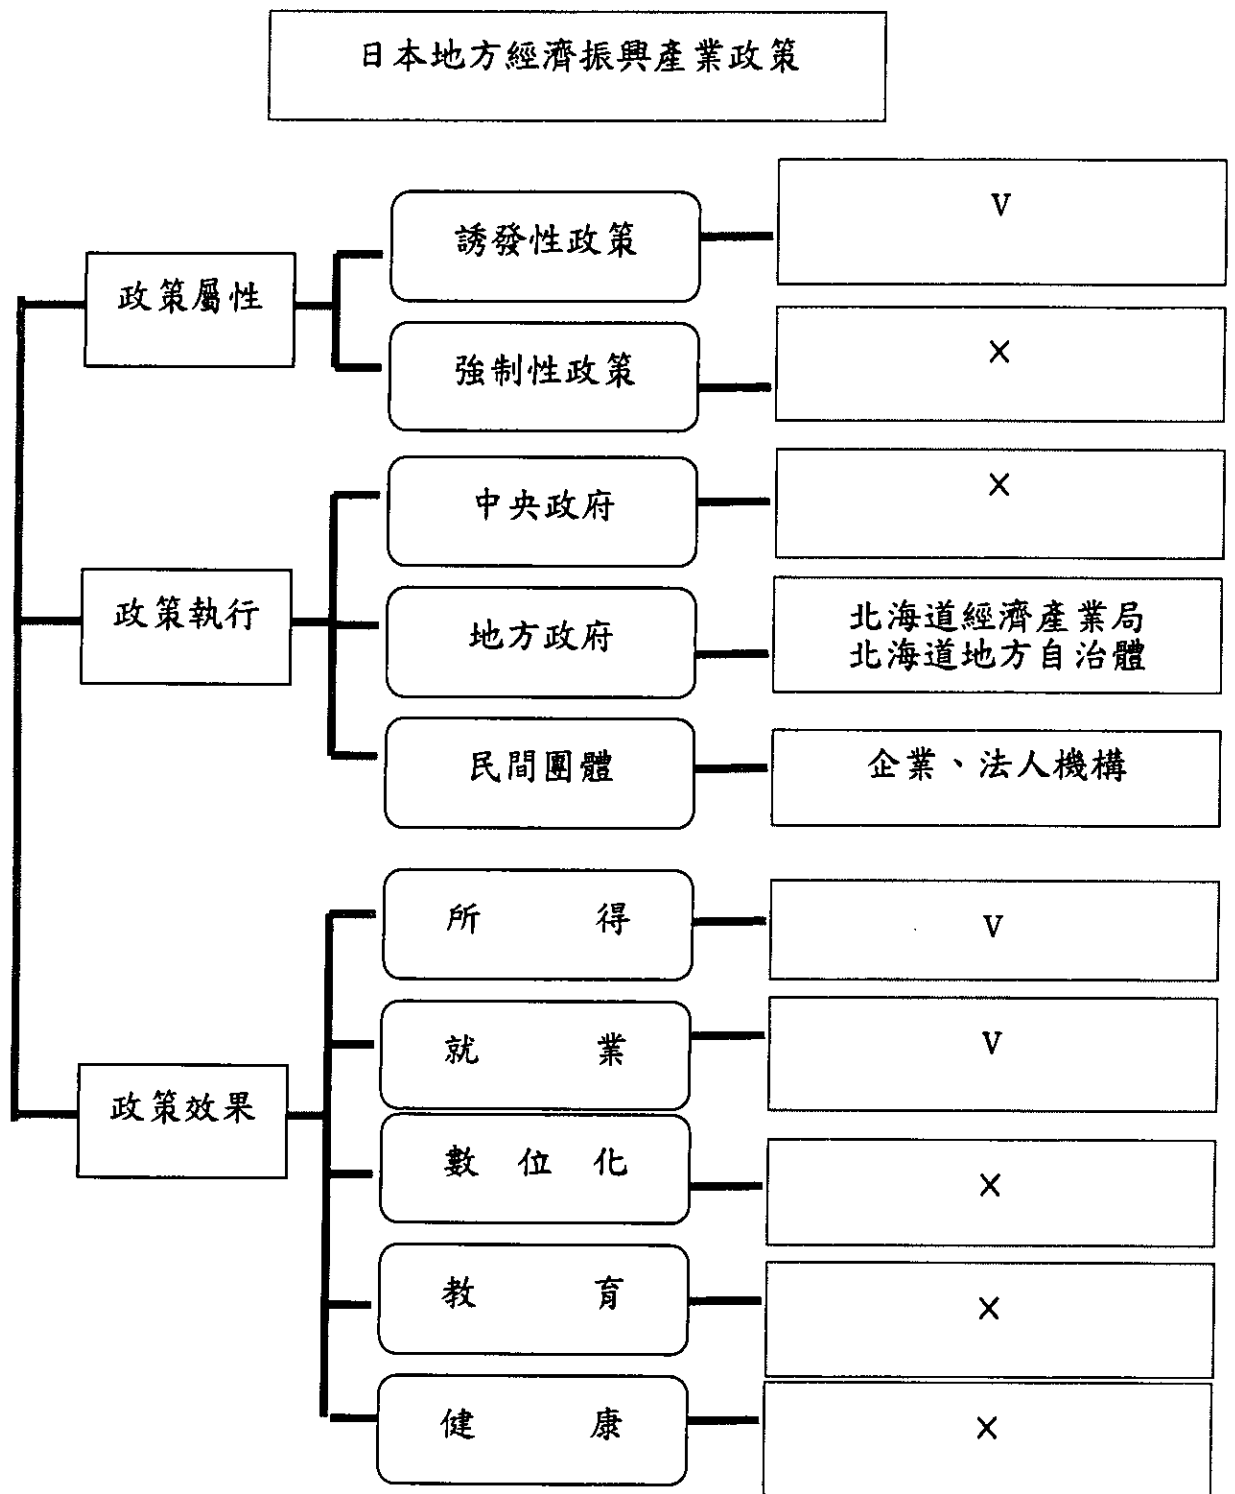 日本地方經濟振興產業政策
政策屬性
誘發性政策
V
強制性政策
×
政策執行
中央政府
×
地方政府
北海道經濟產業局
北海道地方自治體
民間團體
企業、法人機構
政策效果
所得
V
就業
V
數位化
×
教育
×
健康
×